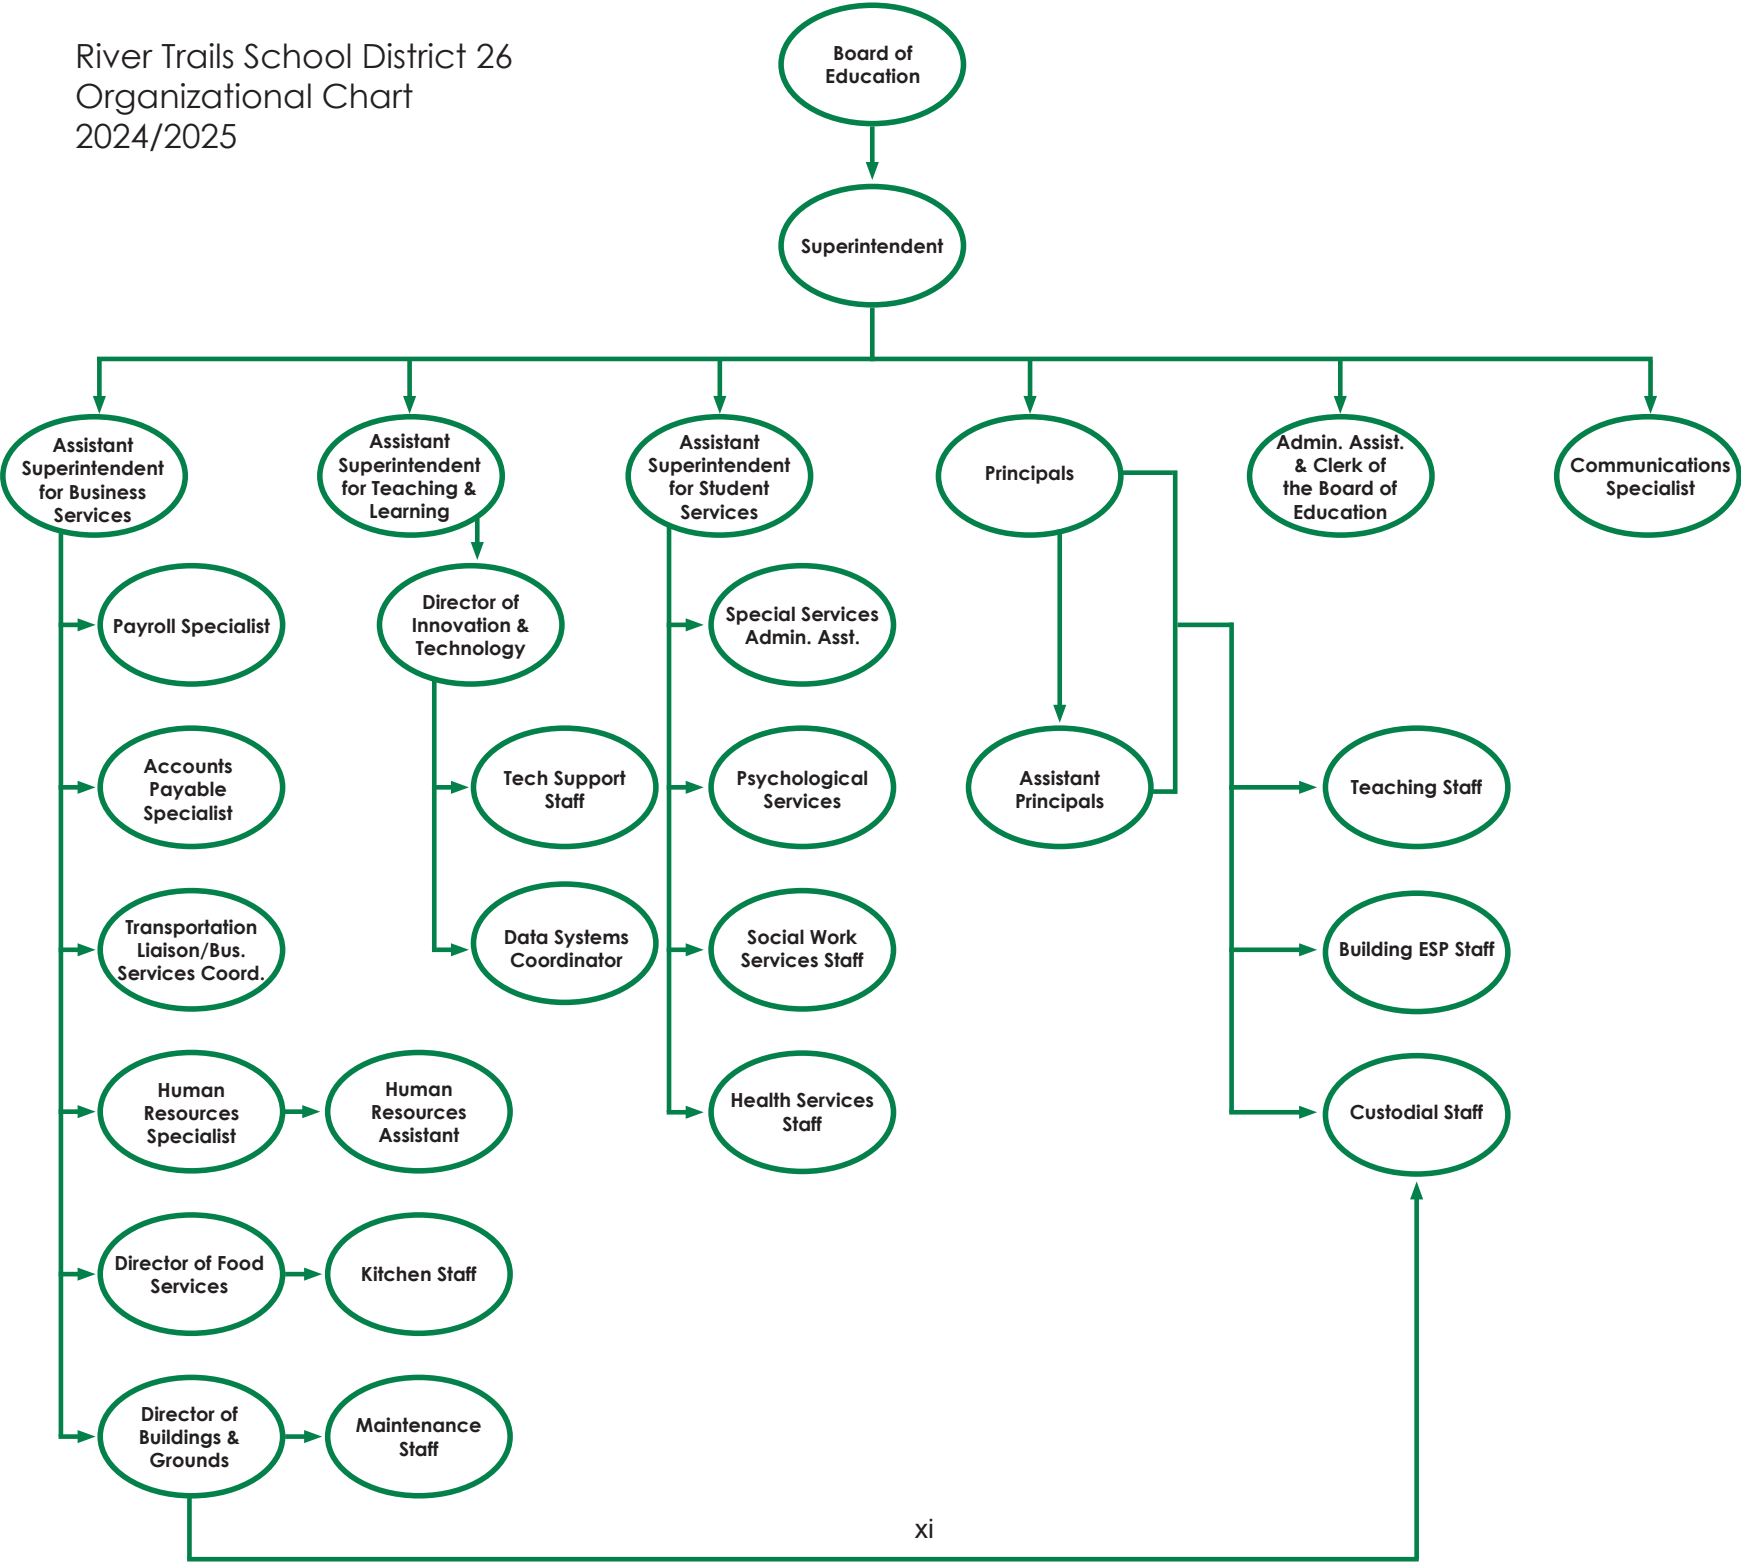 River Trails School District 26
Organizational Chart
2024/2025
Board of
Education
Superintendent
Assistant
Superintendent
for Business
Services
Assistant
Superintendent
for Teaching &
Learning
Assistant
Superintendent
for Student
Services
Principals
Admin. Assist.
& Clerk of
the Board of
Education
Communications
Specialist
Payroll Specialist
Director of
Innovation &
Technology
Special Services
Admin. Asst.
Accounts
Payable
Specialist
Tech Support
Staff
Psychological
Services
Assistant
Principals
Teaching Staff
Transportation
Liaison/Bus.
Services Coord.
Data Systems
Coordinator
Social Work
Services Staff
Building ESP Staff
Human
Resources
Specialist
Human
Resources
Assistant
Health Services
Staff
Custodial Staff
Director of Food
Services
Kitchen Staff
Director of
Buildings &
Grounds
Maintenance
Staff
xi